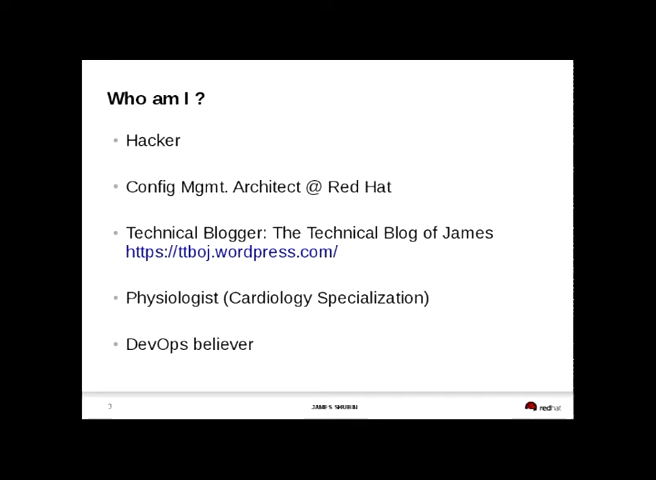 Who am I ?
Hacker
Config Mgmt. Architect @ Red Hat
Technical Blogger: The Technical Blog of James
https://ttboj.wordpress.com/
Physiologist (Cardiology Specialization)
DevOps believer
JAMES SHUBIN
redhat